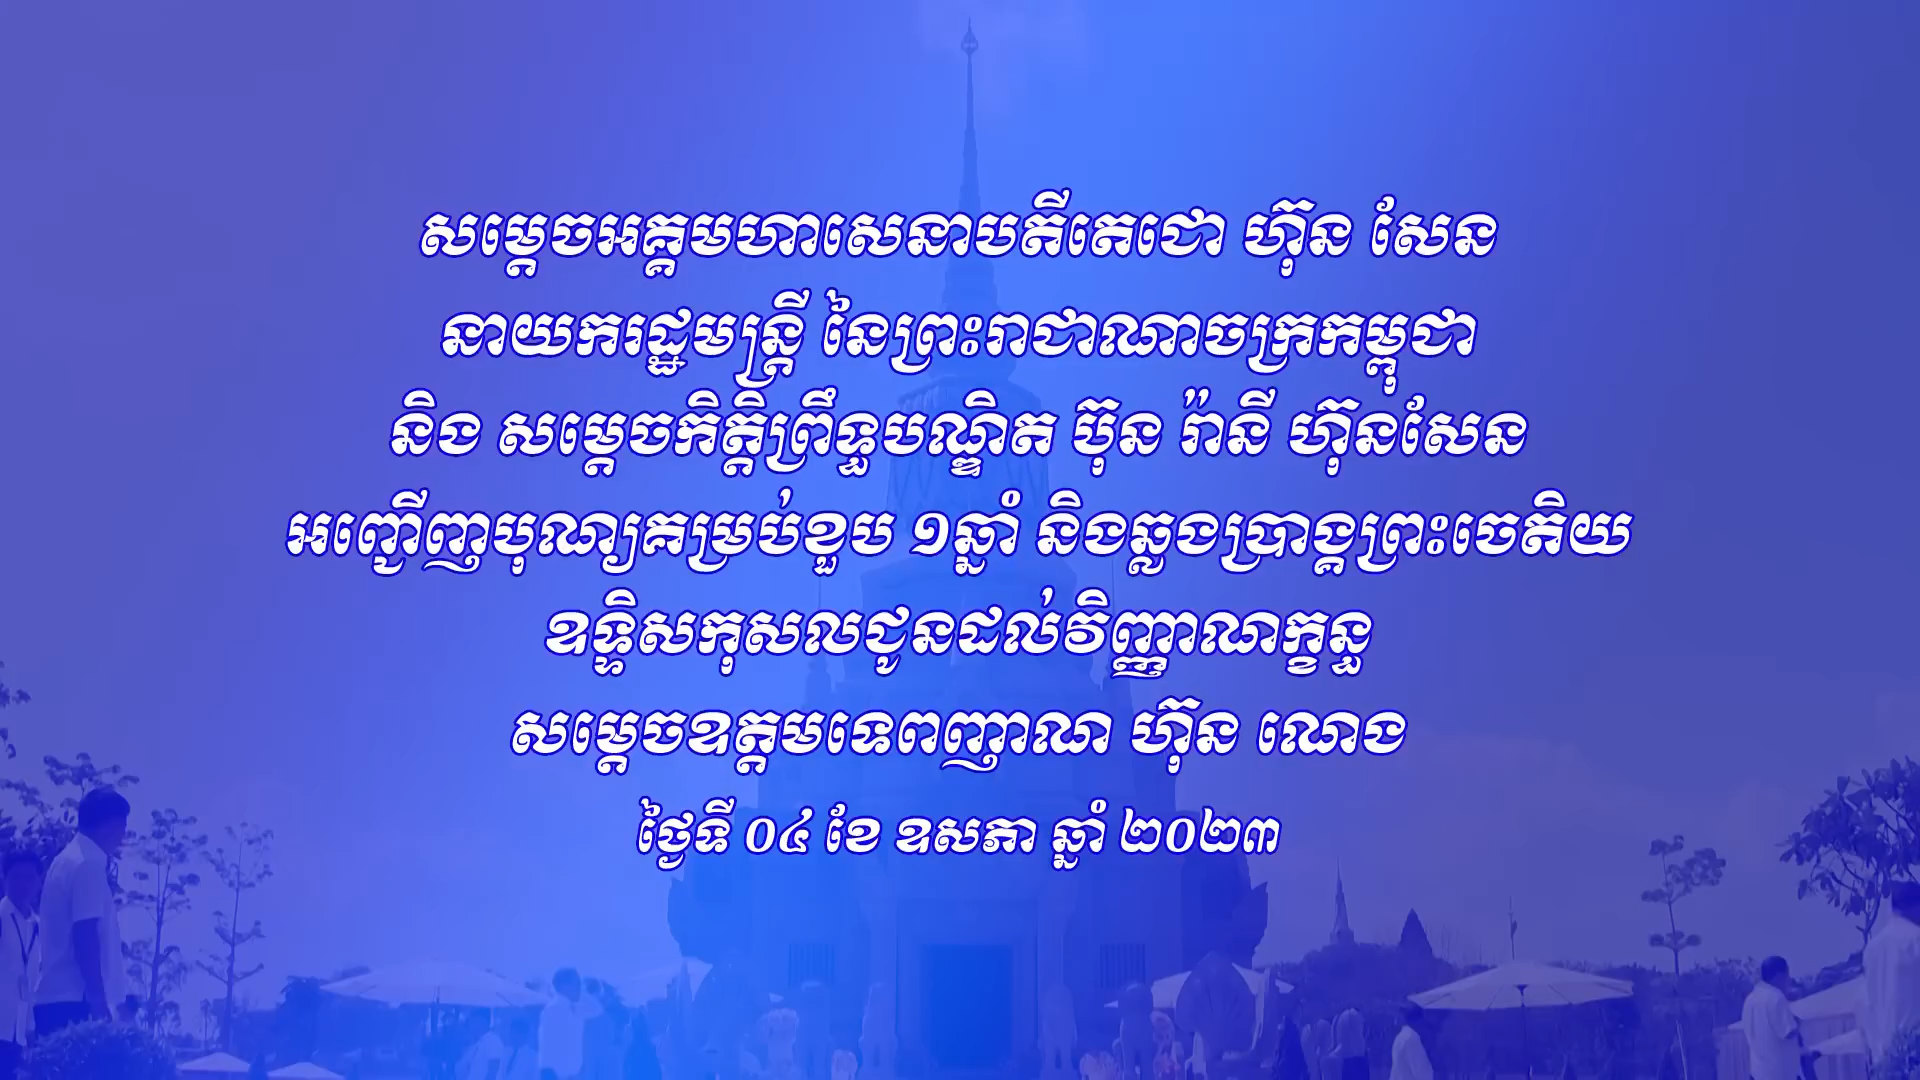 សម្តេចអគ្គមហាសេនាបតីតេជោ ហ៊ុន សែន
នាយករដ្ឋមន្ត្រី នៃព្រះរាជាណាចក្រកម្ពុជា
និង សម្តេចកិត្តិព្រឹទ្ធបណ្ឌិត ប៊ុន រ៉ានី ហ៊ុនសែន
អញ្ជើញបុណ្យគម្រប់ខួប ១ឆ្នាំ និងឆ្លងប្រាង្គព្រះចេតិយ
ឧទ្ទិសកុសលជូនដល់វិញ្ញាណក្ខន្ធ
សម្តេចឧត្តមទេពញាណ ហ៊ុន ណេង
ថ្ងៃទី ០៤ ខែ ឧសភា ឆ្នាំ ២០២៣